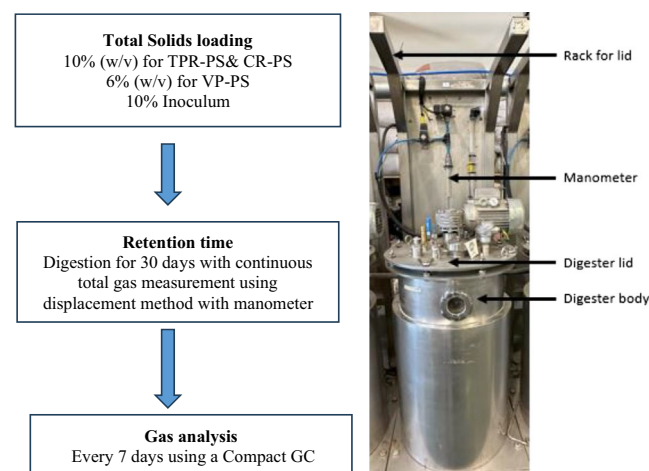 Total Solids loading
10% (w/v) for TPR-PS& CR-PS
6% (w/v) for VP-PS
10% Inoculum
Retention time
Digestion for 30 days with continuous
total gas measurement using
displacement method with manometer
Gas analysis
Every 7 days using a Compact GC
Rack for lid
Manometer
Digester lid
Digester body